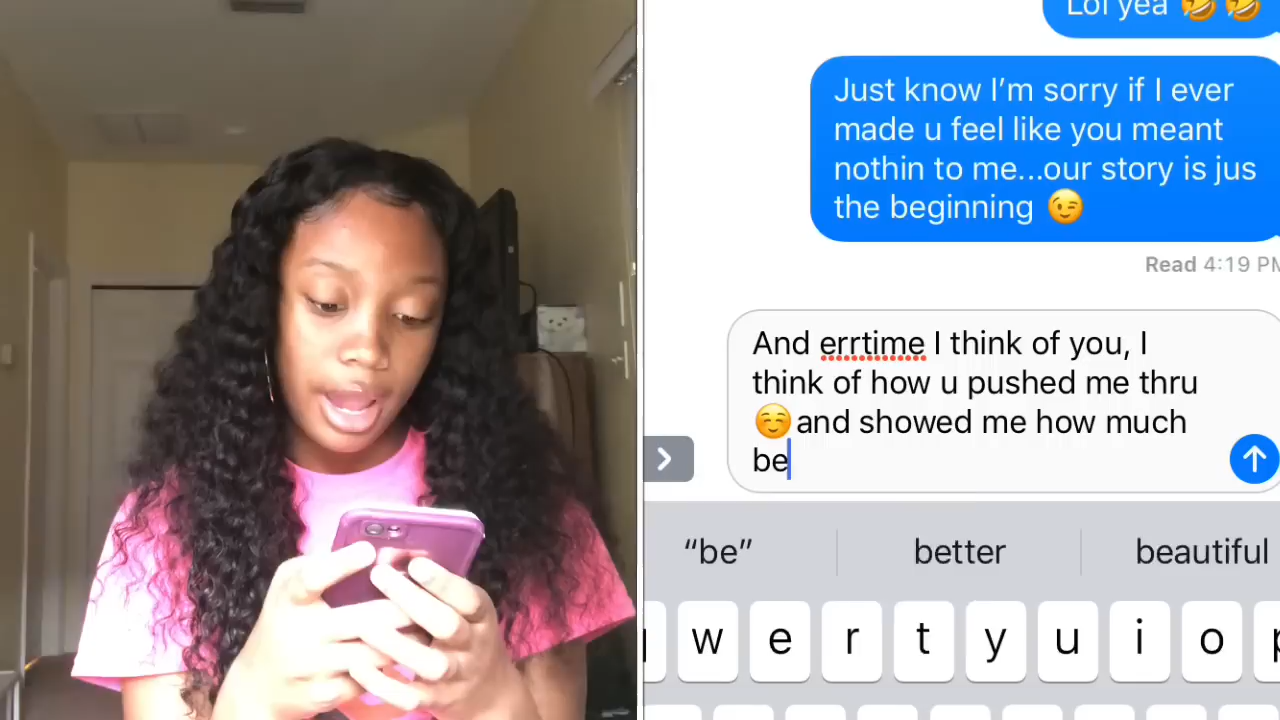 Lol yea 🤣🤣
Just know I’m sorry if I ever
made u feel like you meant
nothin to me...our story is jus
the beginning 😉
Read 4:19 PM
And errtime I think of you, I
think of how u pushed me thru
☺️and showed me how much
be
“be” better beautiful
w e r t y u i o p